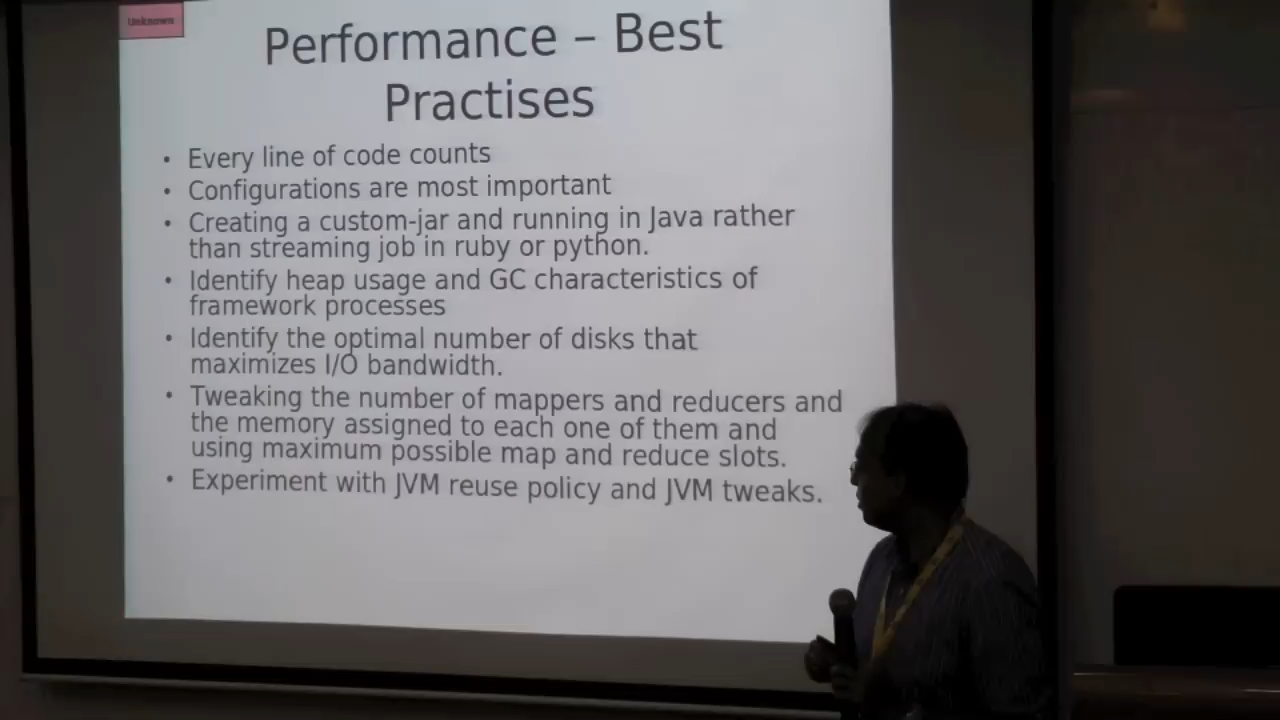 Unknown
Performance – Best
Practises
• Every line of code counts
• Configurations are most important
• Creating a custom-jar and running in Java rather
than streaming job in ruby or python.
• Identify heap usage and GC characteristics of
framework processes
• Identify the optimal number of disks that
maximizes I/O bandwidth.
• Tweaking the number of mappers and reducers and
the memory assigned to each one of them and
using maximum possible map and reduce slots.
• Experiment with JVM reuse policy and JVM tweaks.